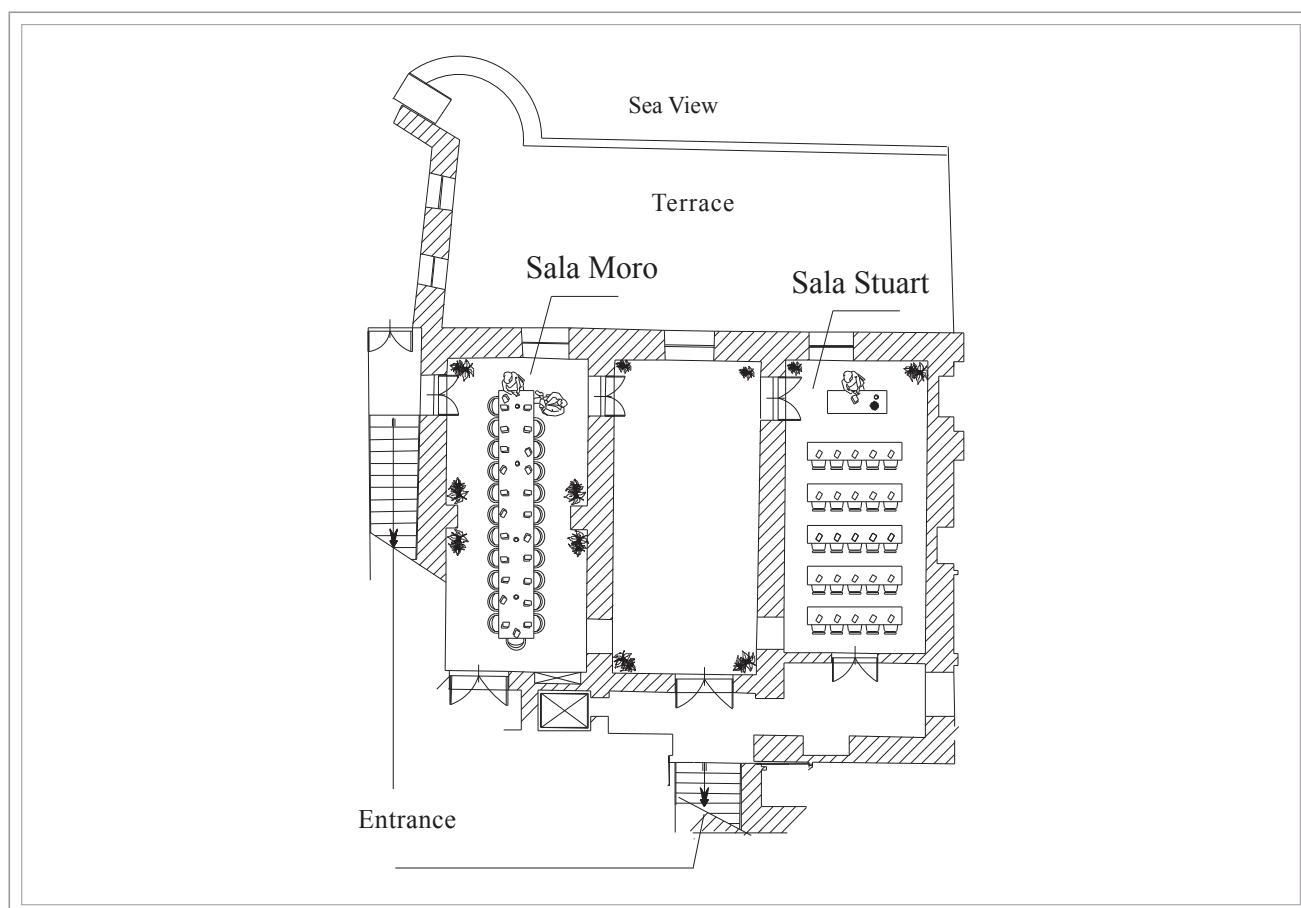 Sea View
Terrace
Sala Moro
Sala Stuart
Entrance